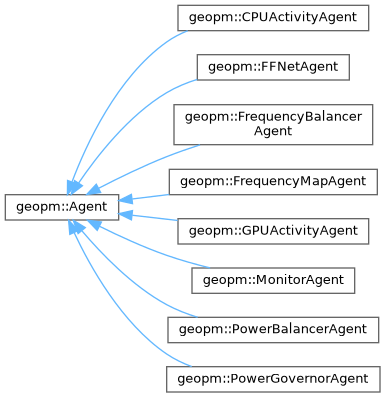 geopm::CPUActivityAgent
geopm::FFNetAgent
geopm::FrequencyBalancer
Agent
geopm::FrequencyMapAgent
geopm::Agent
geopm::GPUActivityAgent
geopm::MonitorAgent
geopm::PowerBalancerAgent
geopm::PowerGovernorAgent